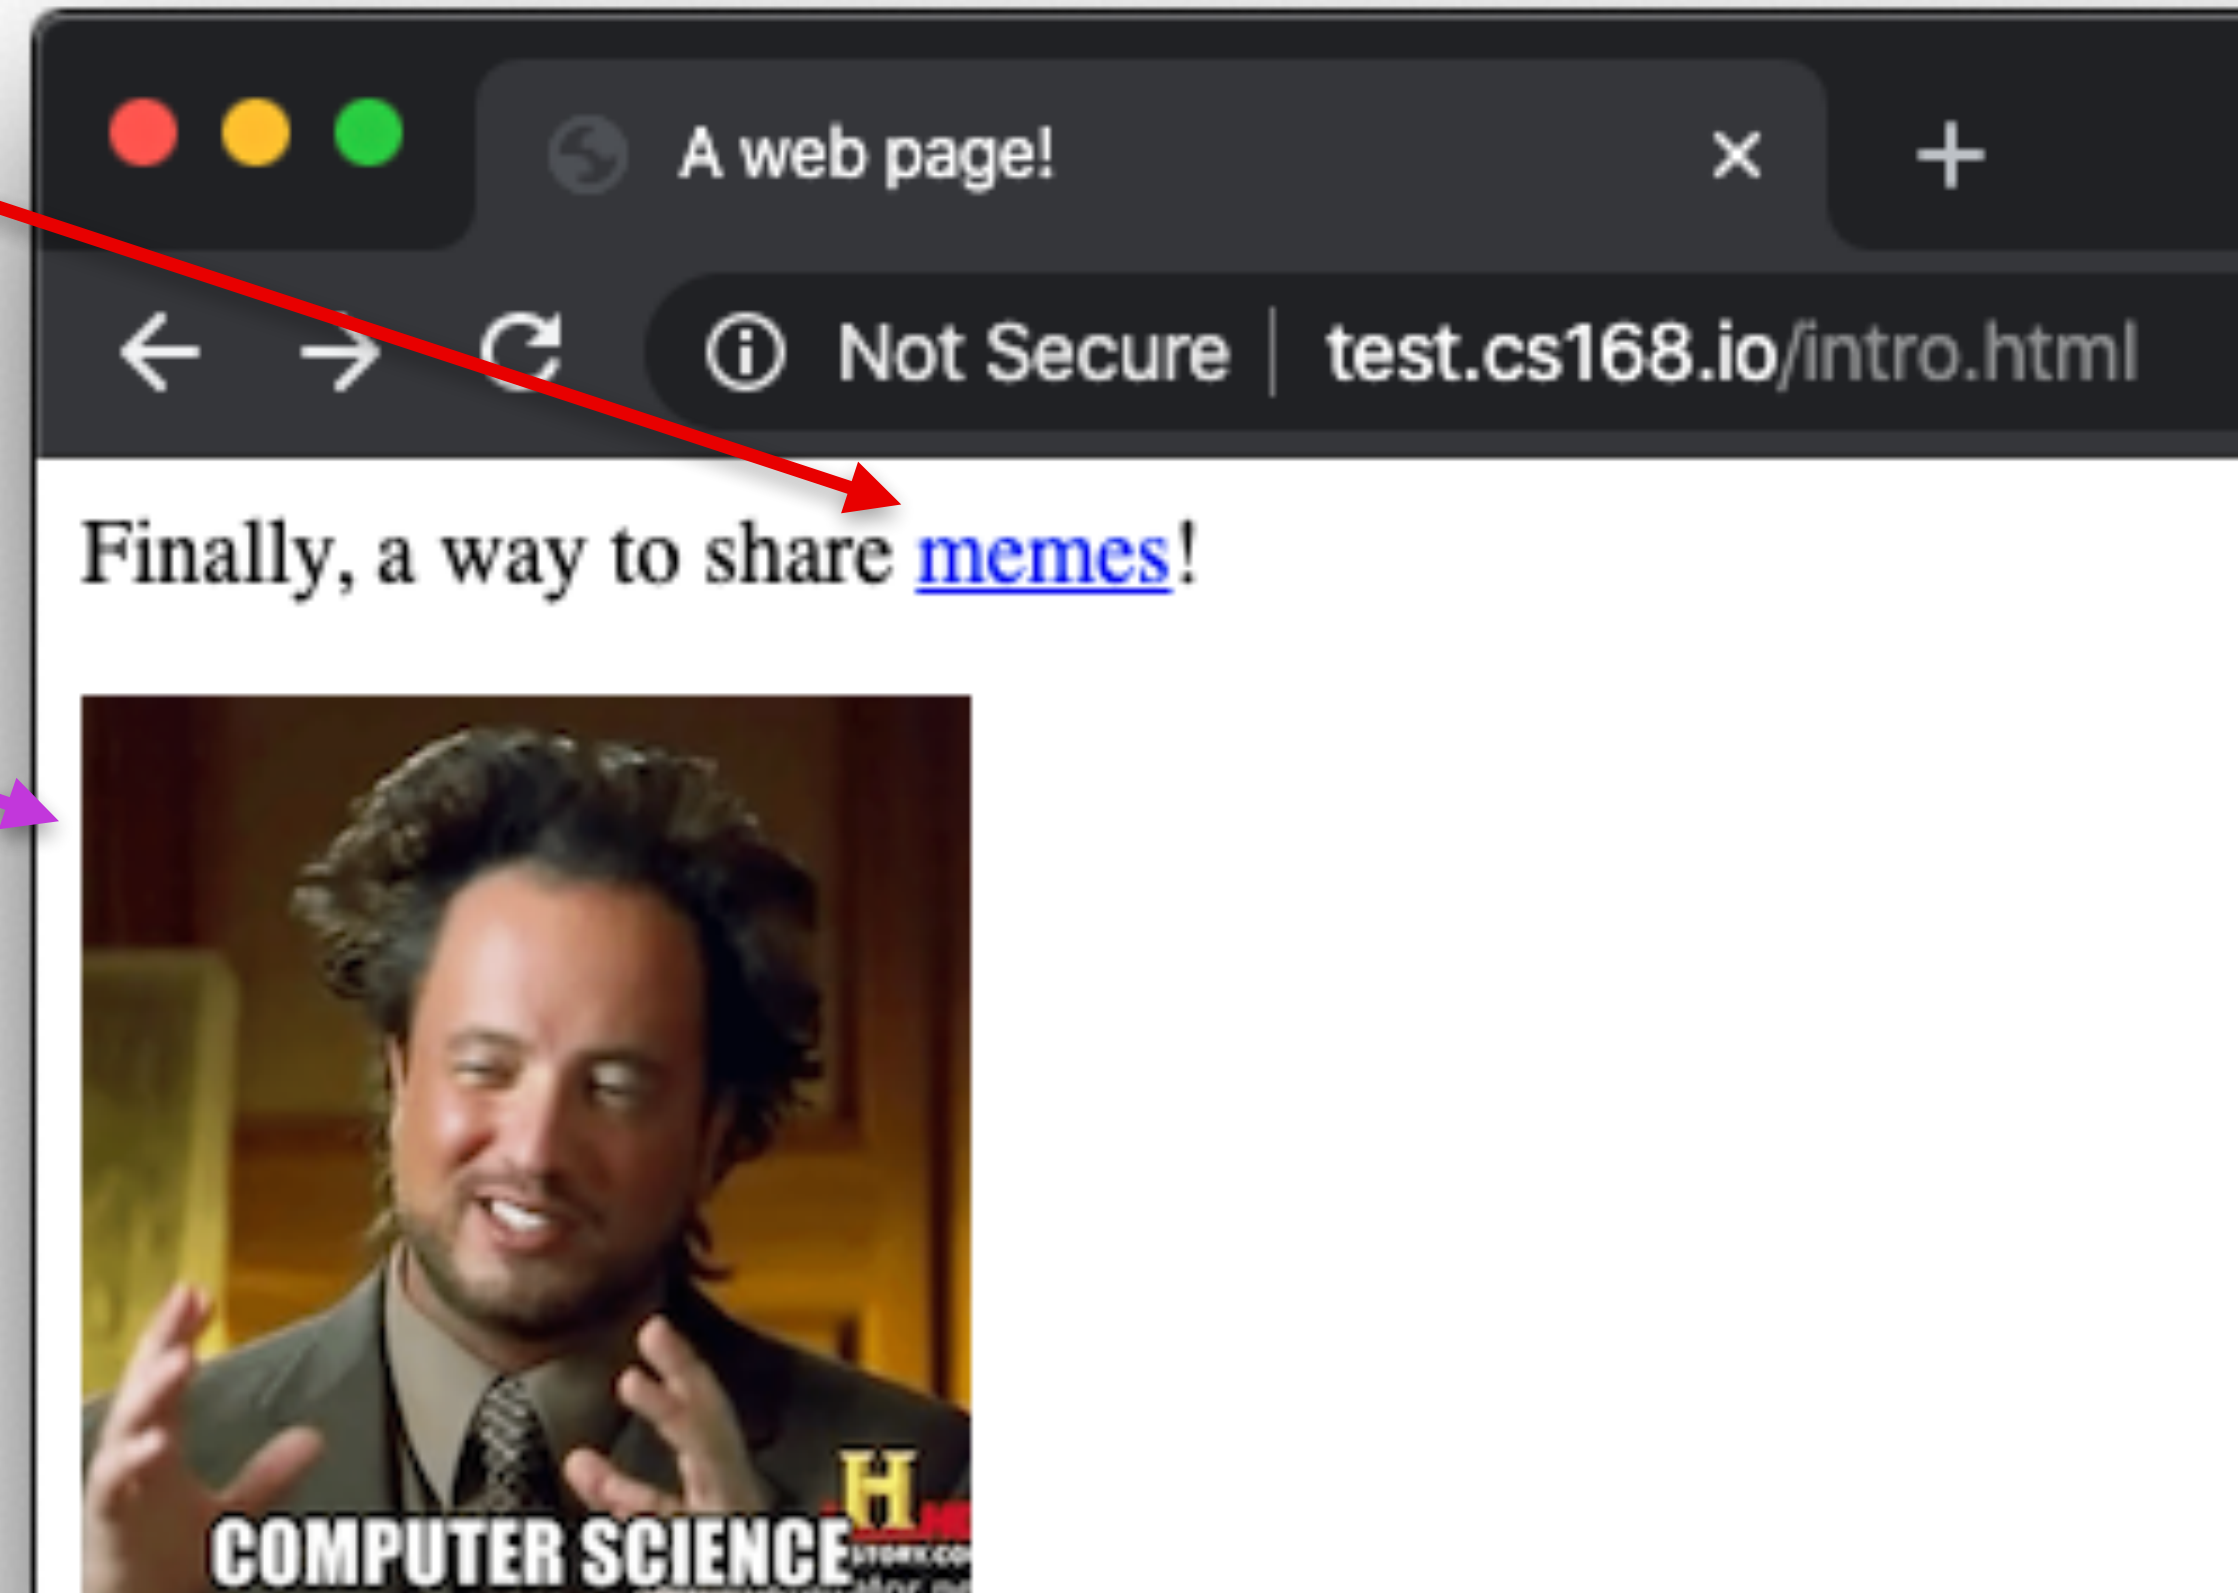 A web page!
Not Secure | test.cs168.io/intro.html
Finally, a way to share memes!
H
COMPUTER SCIENCE